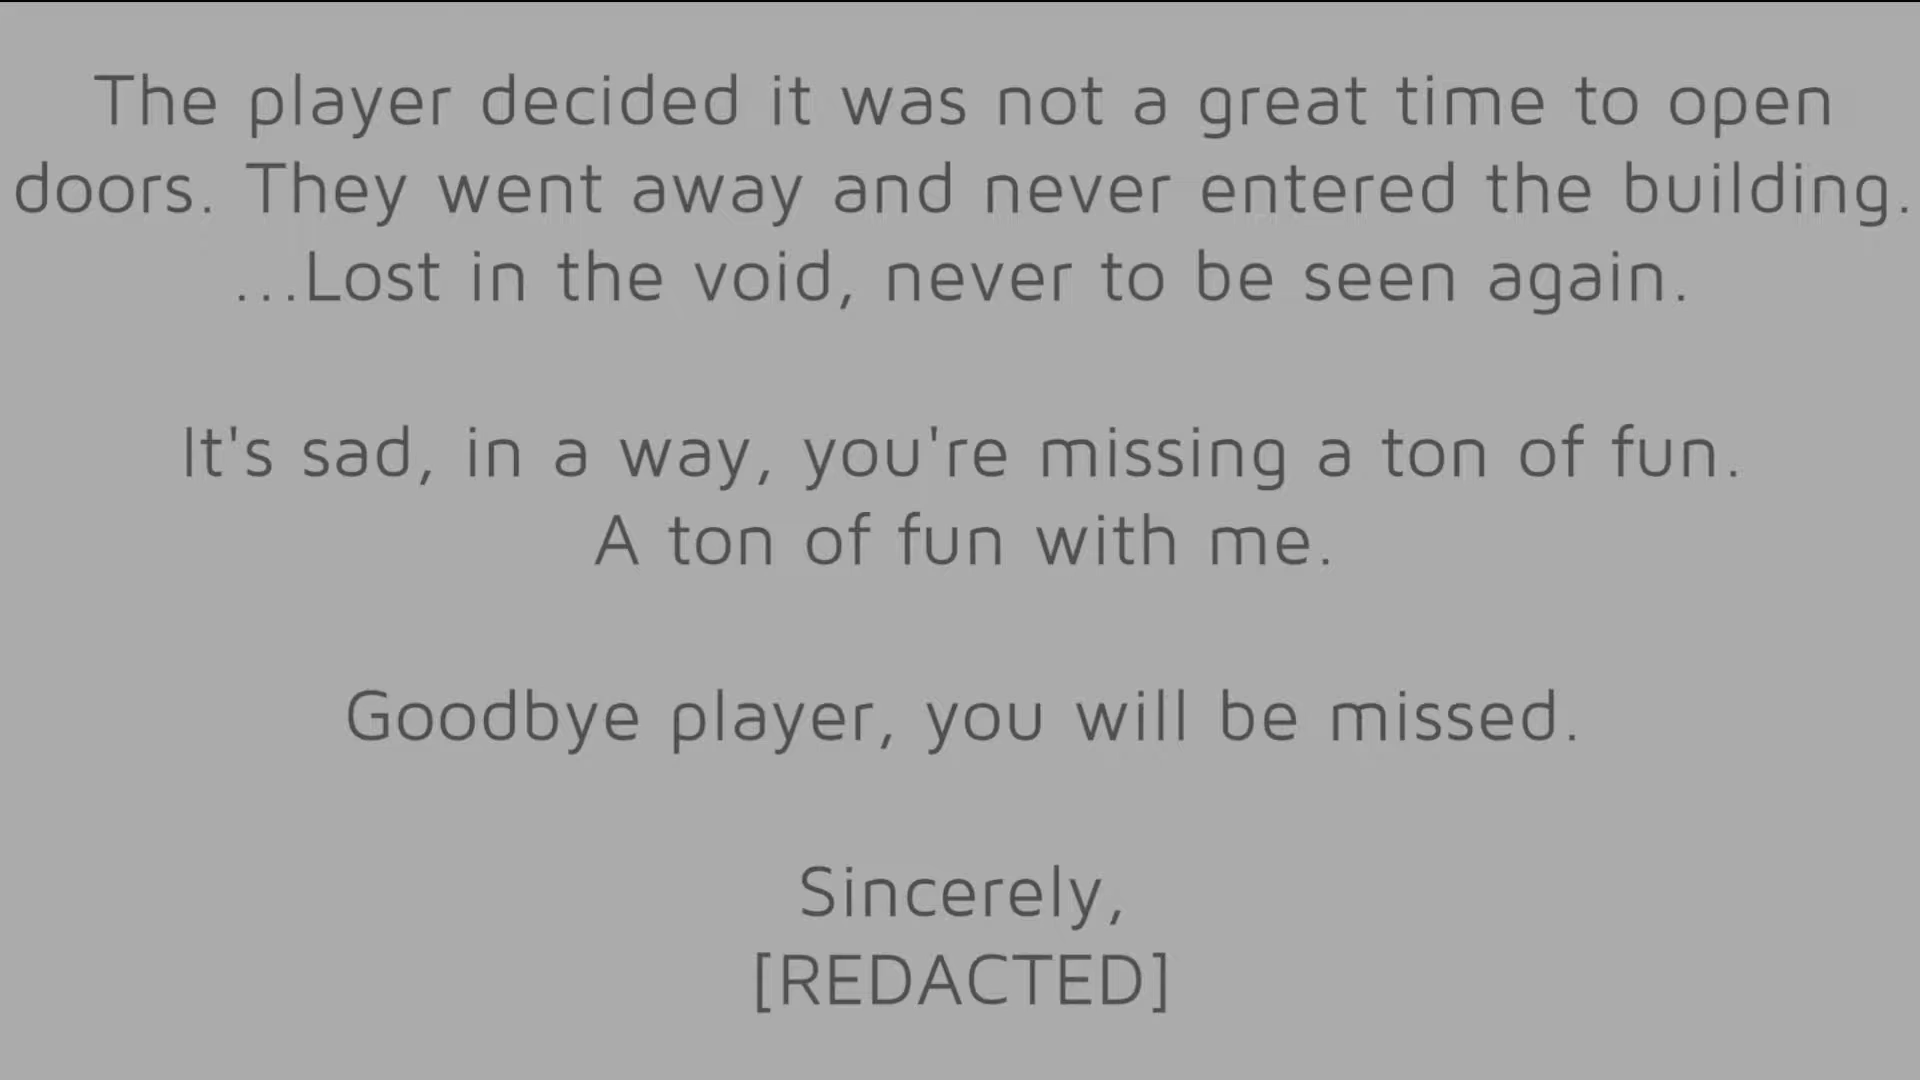 The player decided it was not a great time to open
doors. They went away and never entered the building.
...Lost in the void, never to be seen again.
It's sad, in a way, you're missing a ton of fun.
A ton of fun with me.
Goodbye player, you will be missed.
Sincerely,
[REDACTED]